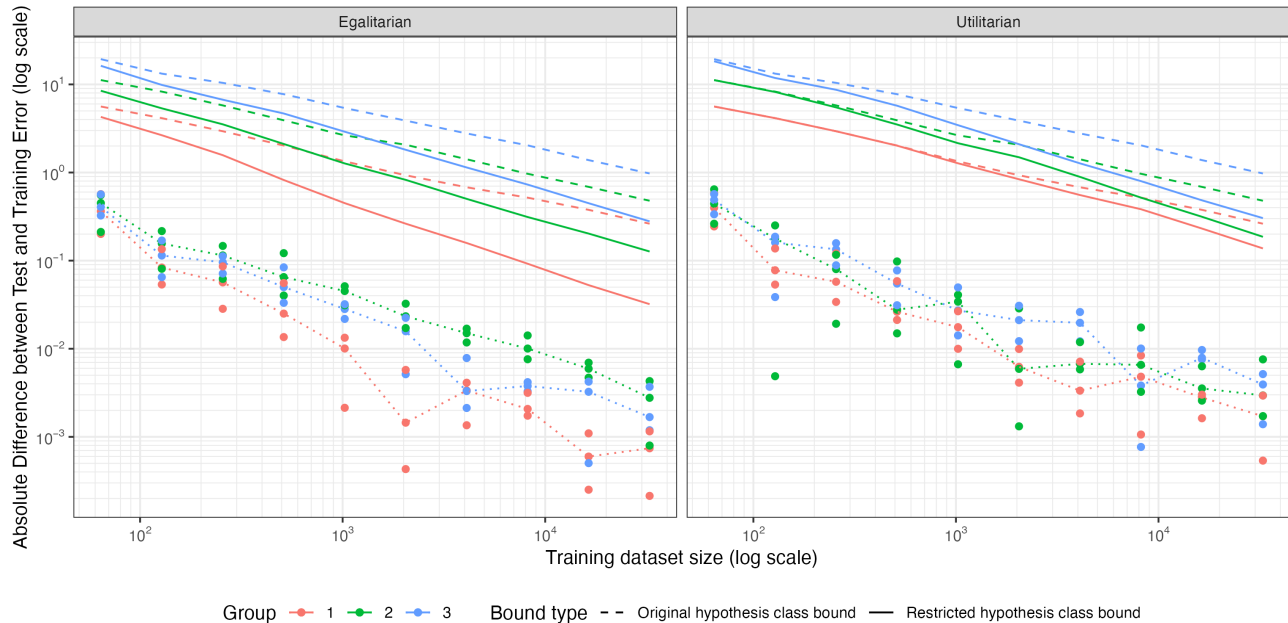 Egalitarian
Utilitarian
Absolute Difference between Test and Training Error (log scale)
10¹
10⁰
10⁻¹
10⁻²
10⁻³
10² 10³ 10⁴
10² 10³ 10⁴
Training dataset size (log scale)
Group 1 2 3 Bound type Original hypothesis class bound Restricted hypothesis class bound